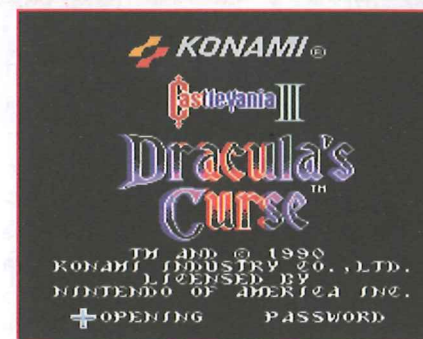 KONAMI®
Castlevania III
Dracula's
Curse™
TM AND © 1990
KONAMI INDUSTRY CO.,LTD.
LICENSED BY
NINTENDO OF AMERICA INC.
OPENING PASSWORD